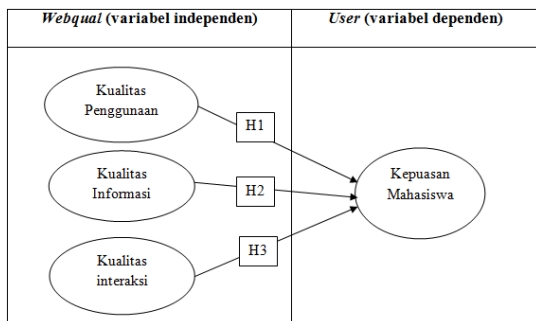 Webqual (variabel independen)
User (variabel dependen)
Kualitas
Penggunaan
H1
Kualitas
Informasi
H2
Kepuasan
Mahasiswa
Kualitas
interaksi
H3